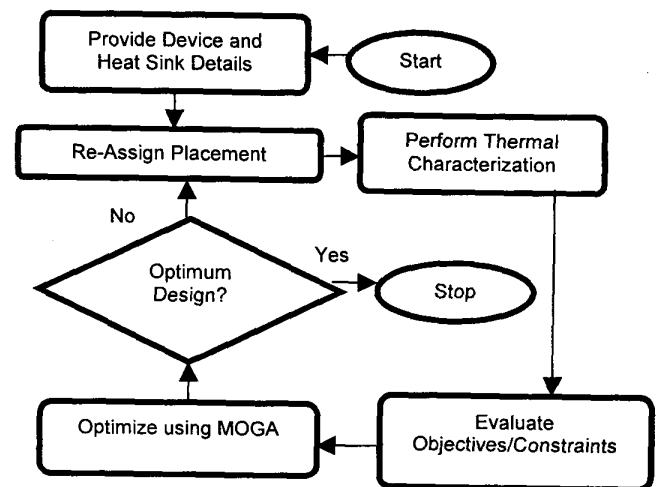 Provide Device and
Heat Sink Details
Start
Re-Assign Placement
Perform Thermal
Characterization
No
Yes
Optimum
Design?
Stop
Optimize using MOGA
Evaluate
Objectives/Constraints